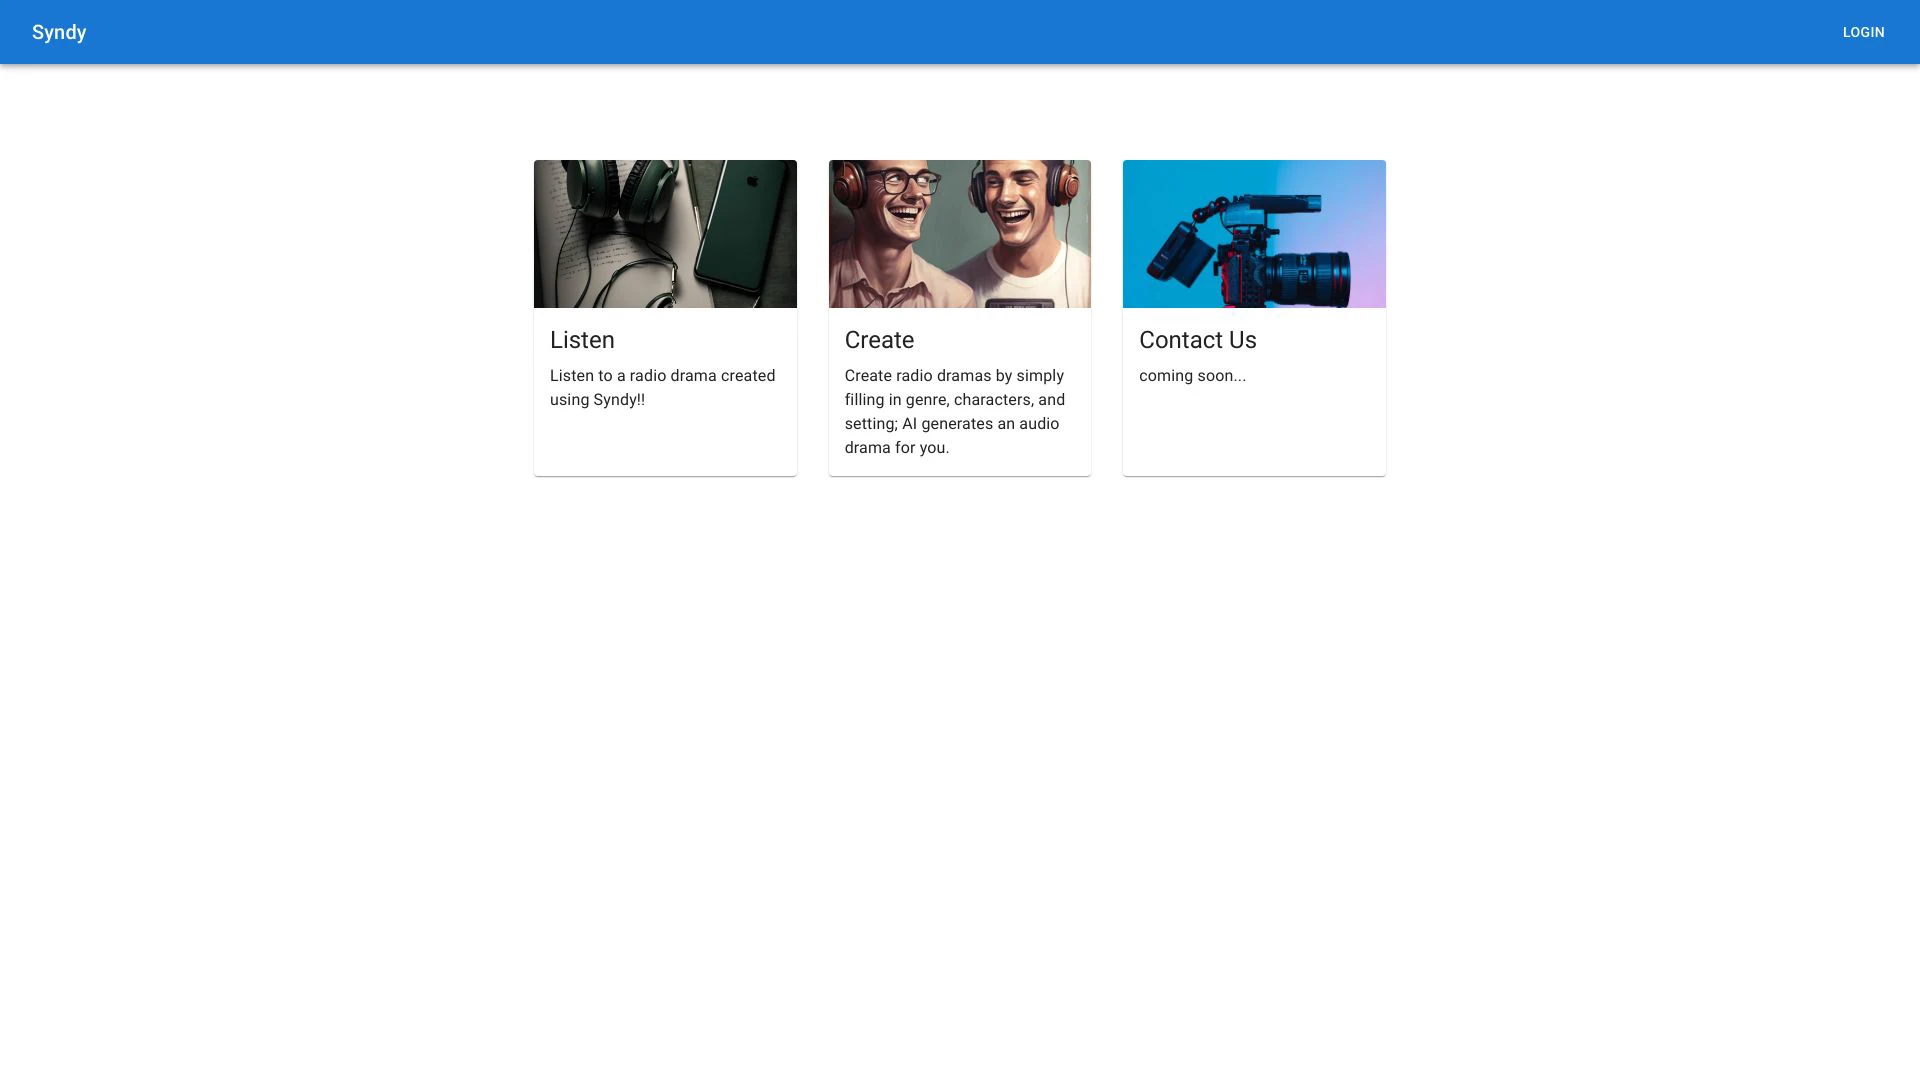 Syndy
LOGIN
Listen
Listen to a radio drama created
using Syndy!!
Create
Create radio dramas by simply
filling in genre, characters, and
setting; AI generates an audio
drama for you.
Contact Us
coming soon...